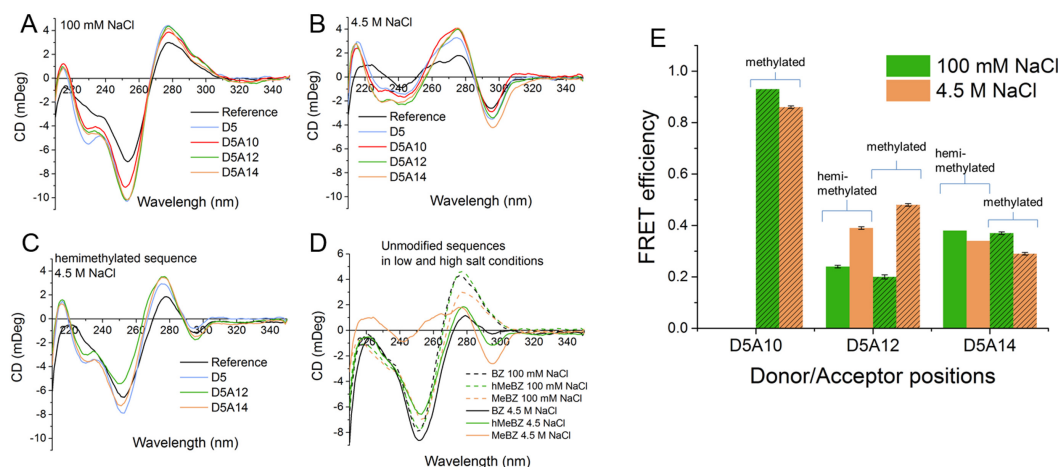 A
100 mM NaCl
CD (mDeg)
4
2
0
-2
-4
-6
-8
-10
220 240 260 280 300 320 340
Reference
D5
D5A10
D5A12
D5A14
Wavelengh (nm)
B
4.5 M NaCl
CD (mDeg)
4
2
0
-2
-4
-6
-8
-10
220 240 260 280 300 320 340
Reference
D5
D5A10
D5A12
D5A14
Wavelength (nm)
C
hemimethylated sequence
4.5 M NaCl
CD (mDeg)
4
2
0
-2
-4
-6
-8
-10
220 240 260 280 300 320 340
Reference
D5
D5A12
D5A14
Wavelength (nm)
D
Unmodified sequences
in low and high salt conditions
CD (mDeg)
8
6
4
2
0
-2
-4
-6
-8
220 240 260 280 300 320 340
BZ 100 mM NaCl
hMeBZ 100 mM NaCl
MeBZ 100 mM NaCl
BZ 4.5 M NaCl
hMeBZ 4.5 NaCl
MeBZ 4.5 M NaCl
Wavelength (nm)
E
100 mM NaCl
4.5 M NaCl
FRET efficiency
1.0
0.8
0.6
0.4
0.2
0.0
methylated
hemi-
methylated
methylated
hemi-
methylated
methylated
D5A10 D5A12 D5A14
Donor/Acceptor positions